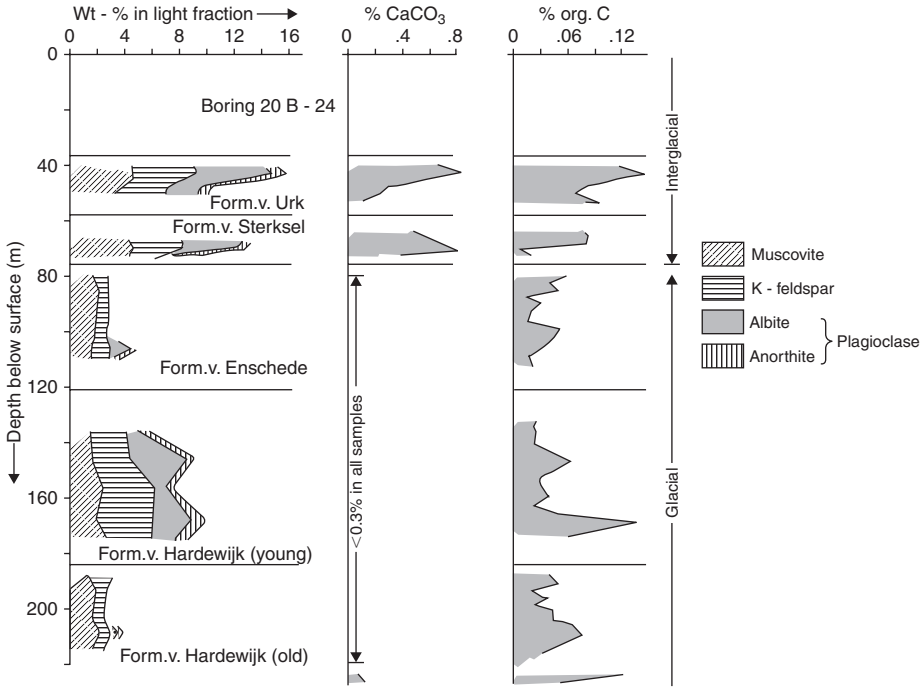 Wt - % in light fraction
% CaCO3
% org. C
0 4 8 12 16
0 .4 .8
0 .06 .12
0
40
80
120
160
200
Depth below surface (m)
Boring 20 B - 24
Form.v. Urk
Form.v. Sterksel
Form.v. Enschede
Form.v. Hardewijk (young)
Form.v. Hardewijk (old)
<0.3% in all samples
Interglacial
Glacial
Muscovite
K - feldspar
Albite
Anorthite
Plagioclase